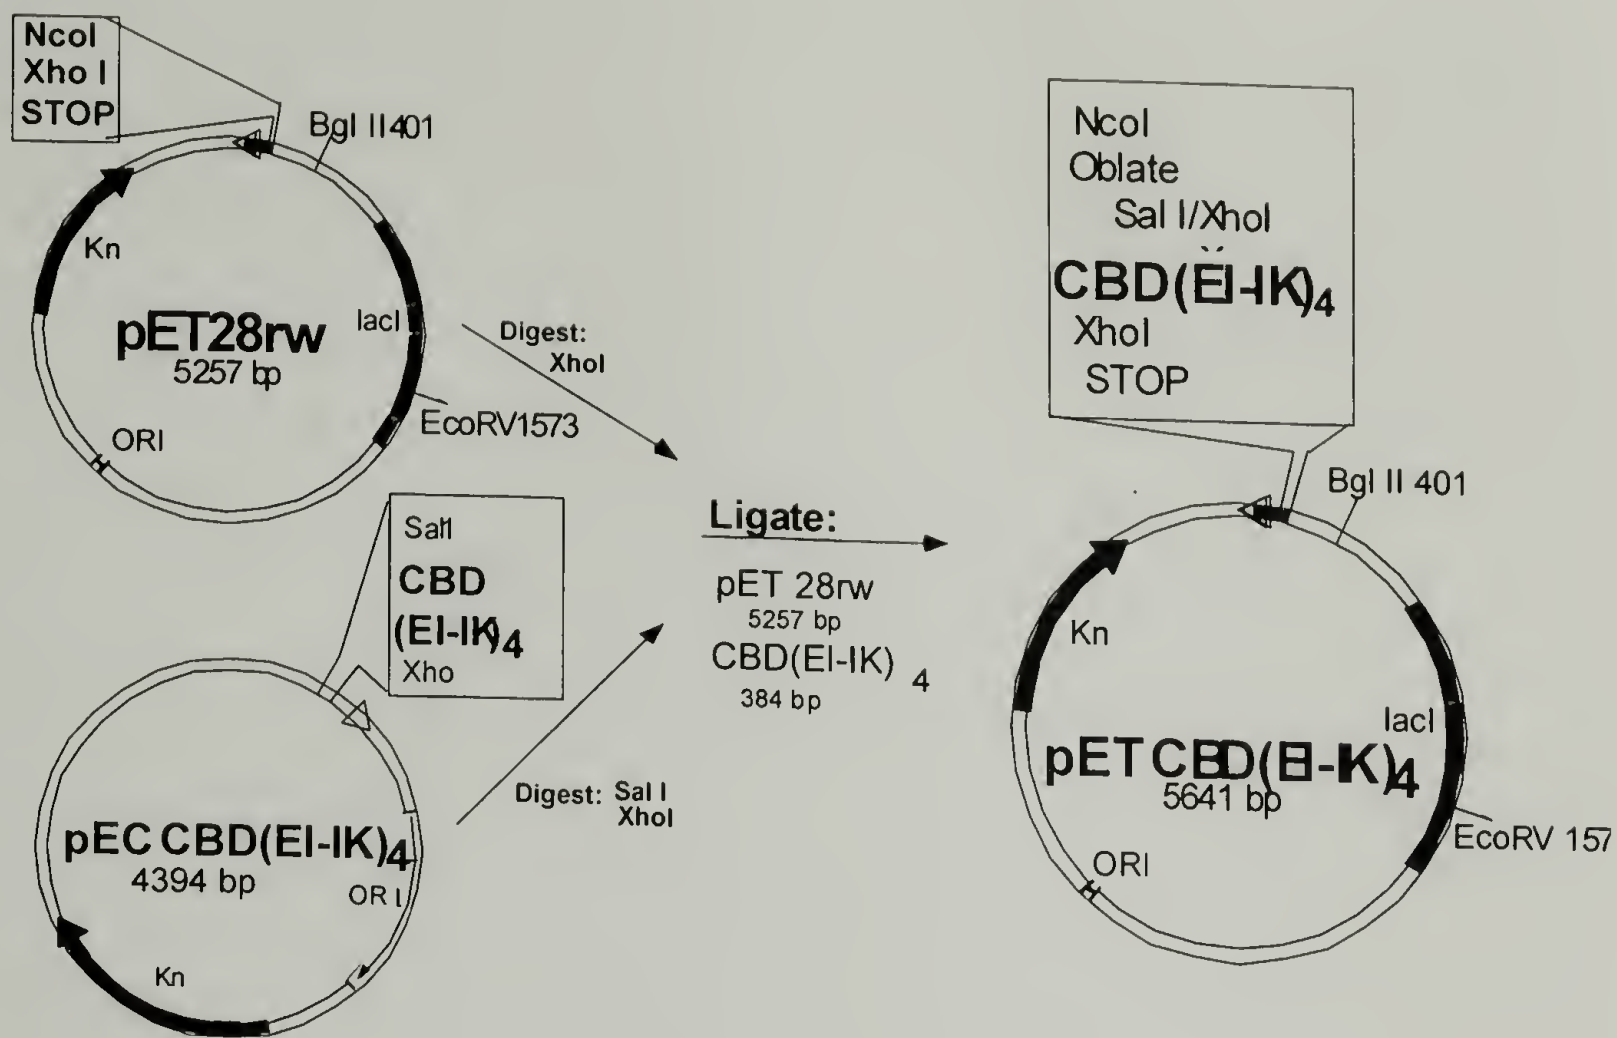 NcoI
Xho I
STOP
Bgl II 401
Kn
pET28rw
5257 bp
lacI
EcoRV1573
ORI
Digest:
XhoI
SalI
CBD
(EI-IK)4
Xho
pEC CBD(EI-IK)4
4394 bp
ORI
Kn
Digest: Sal I
XhoI
Ligate:
pET 28rw
5257 bp
CBD(EI-IK)4
384 bp
NcoI
Oblate
Sal I/XhoI
CBD(EI-IK)4
XhoI
STOP
Bgl II 401
Kn
lacI
pET CBD(EI-IK)4
5641 bp
EcoRV 157
ORI